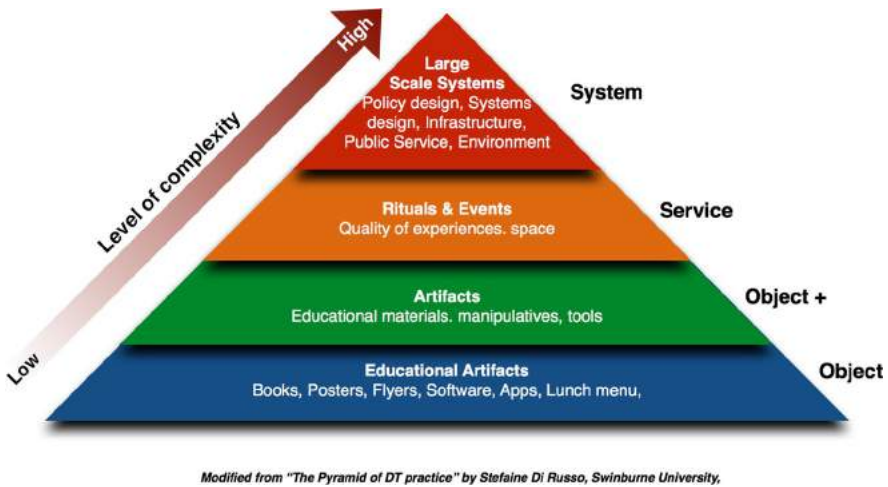 High
Level of complexity
Low
Large
Scale Systems
Policy design, Systems
design, Infrastructure,
Public Service, Environment
System
Rituals & Events
Quality of experiences. space
Service
Artifacts
Educational materials. manipulatives, tools
Object +
Educational Artifacts
Books, Posters, Flyers, Software, Apps, Lunch menu,
Object
Modified from "The Pyramid of DT practice" by Stefaine Di Russo, Swinburne University,